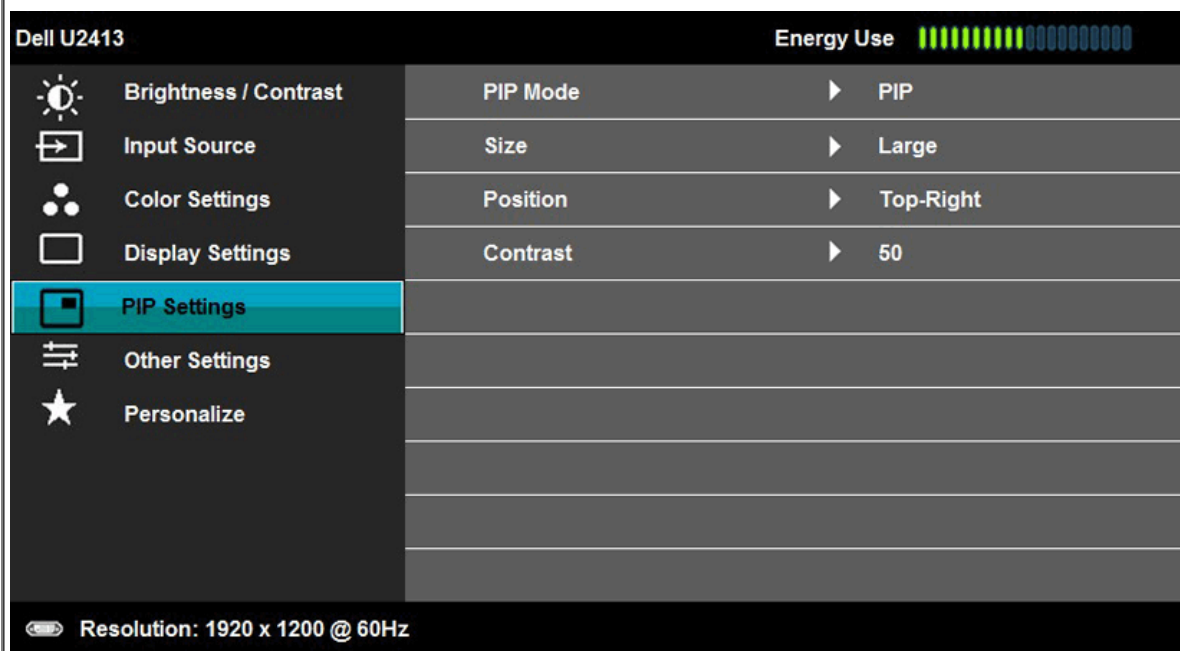 Dell U2413 Energy Use
Brightness / Contrast PIP Mode PIP
Input Source Size Large
Color Settings Position Top-Right
Display Settings Contrast 50
PIP Settings
Other Settings
Personalize
Resolution: 1920 x 1200 @ 60Hz